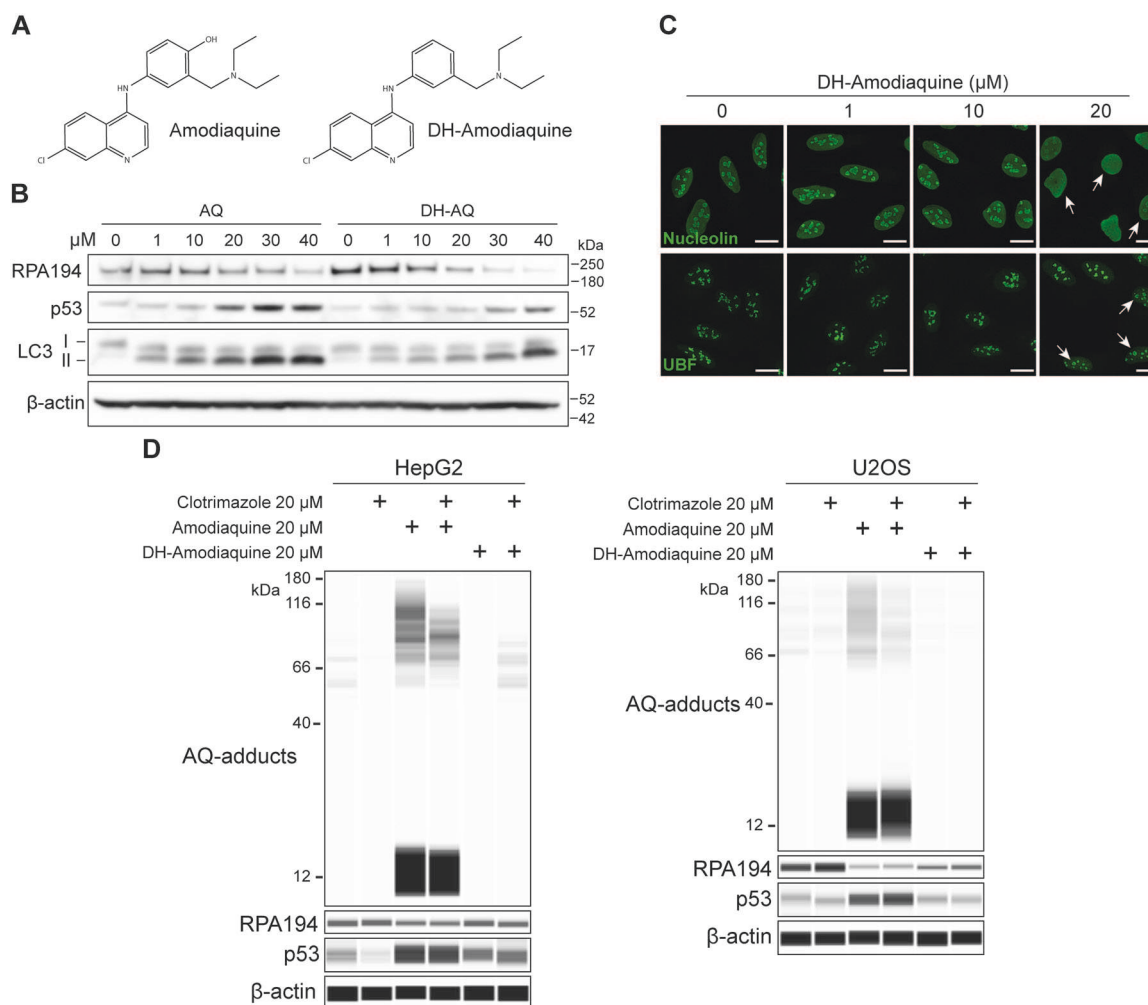 A
OH
HN
N
Cl
N
Amodiaquine
HN
N
Cl
N
DH-Amodiaquine
B
AQ DH-AQ
µM 0 1 10 20 30 40 0 1 10 20 30 40 kDa
RPA194 –250
–180
p53 –52
LC3 I – –17
II –
β-actin –52
–42
C
DH-Amodiaquine (µM)
0 1 10 20
Nucleolin
UBF
D
HepG2
Clotrimazole 20 µM + +
Amodiaquine 20 µM + +
DH-Amodiaquine 20 µM + +
kDa
180 –
116 –
66 –
40 –
AQ-adducts
12 –
RPA194
p53
β-actin
U2OS
Clotrimazole 20 µM + +
Amodiaquine 20 µM + +
DH-Amodiaquine 20 µM + +
kDa
180 –
116 –
66 –
AQ-adducts 40 –
12 –
RPA194
p53
β-actin